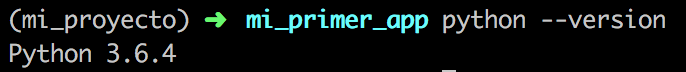 (mi_proyecto) ➜ mi_primer_app python --version
Python 3.6.4